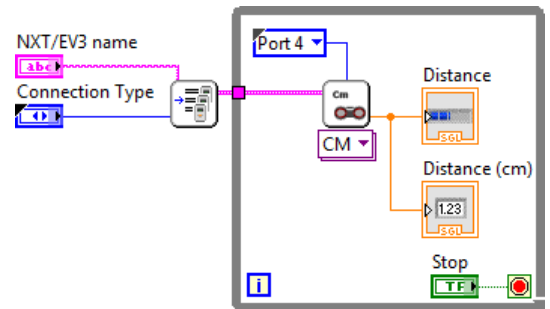 NXT/EV3 name
abc
Connection Type
Port 4
Cm
CM
Distance
SGL
Distance (cm)
1.23
SGL
Stop
TF
i